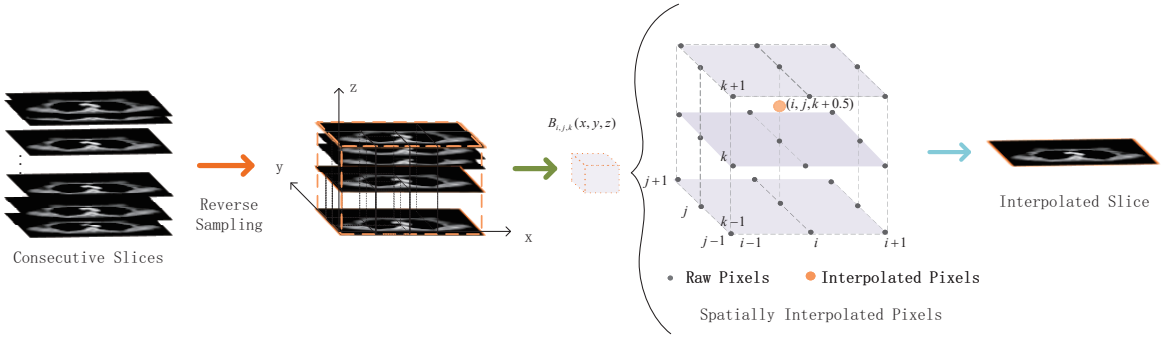 Consecutive Slices
Reverse
Sampling
z
y
x
B_{i,j,k}(x,y,z)
k+1
(i,j,k+0.5)
k
j+1
j
k−1
j−1
i−1
i
i+1
Raw Pixels
Interpolated Pixels
Spatially Interpolated Pixels
Interpolated Slice